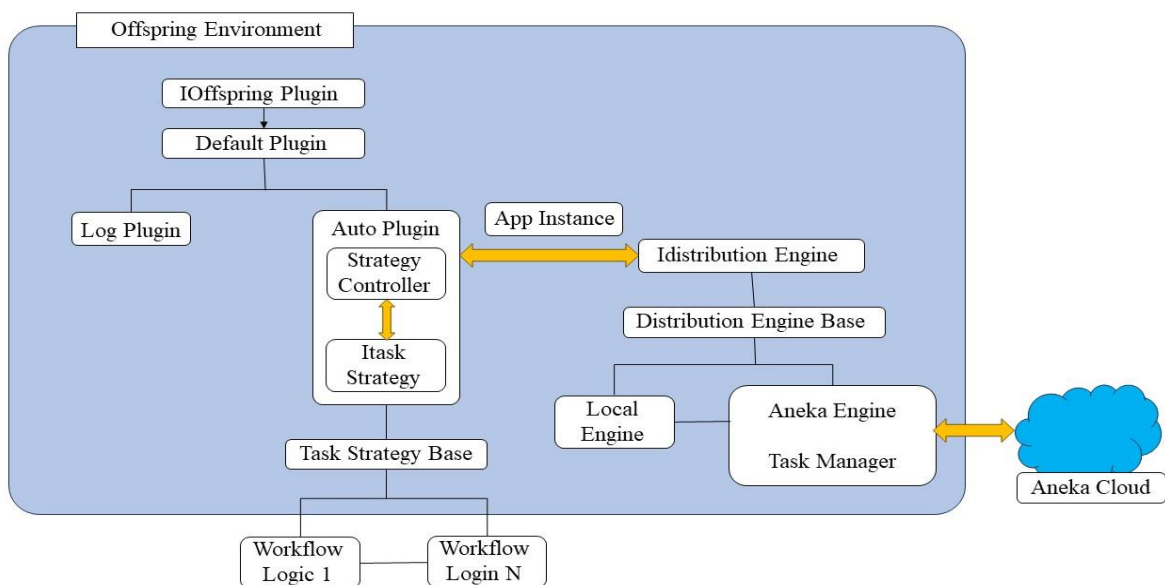 Offspring Environment
IOffspring Plugin
Default Plugin
Log Plugin
Auto Plugin
Strategy
Controller
Itask
Strategy
App Instance
Idistribution Engine
Distribution Engine Base
Local
Engine
Aneka Engine
Task Manager
Aneka Cloud
Task Strategy Base
Workflow
Logic 1
Workflow
Login N